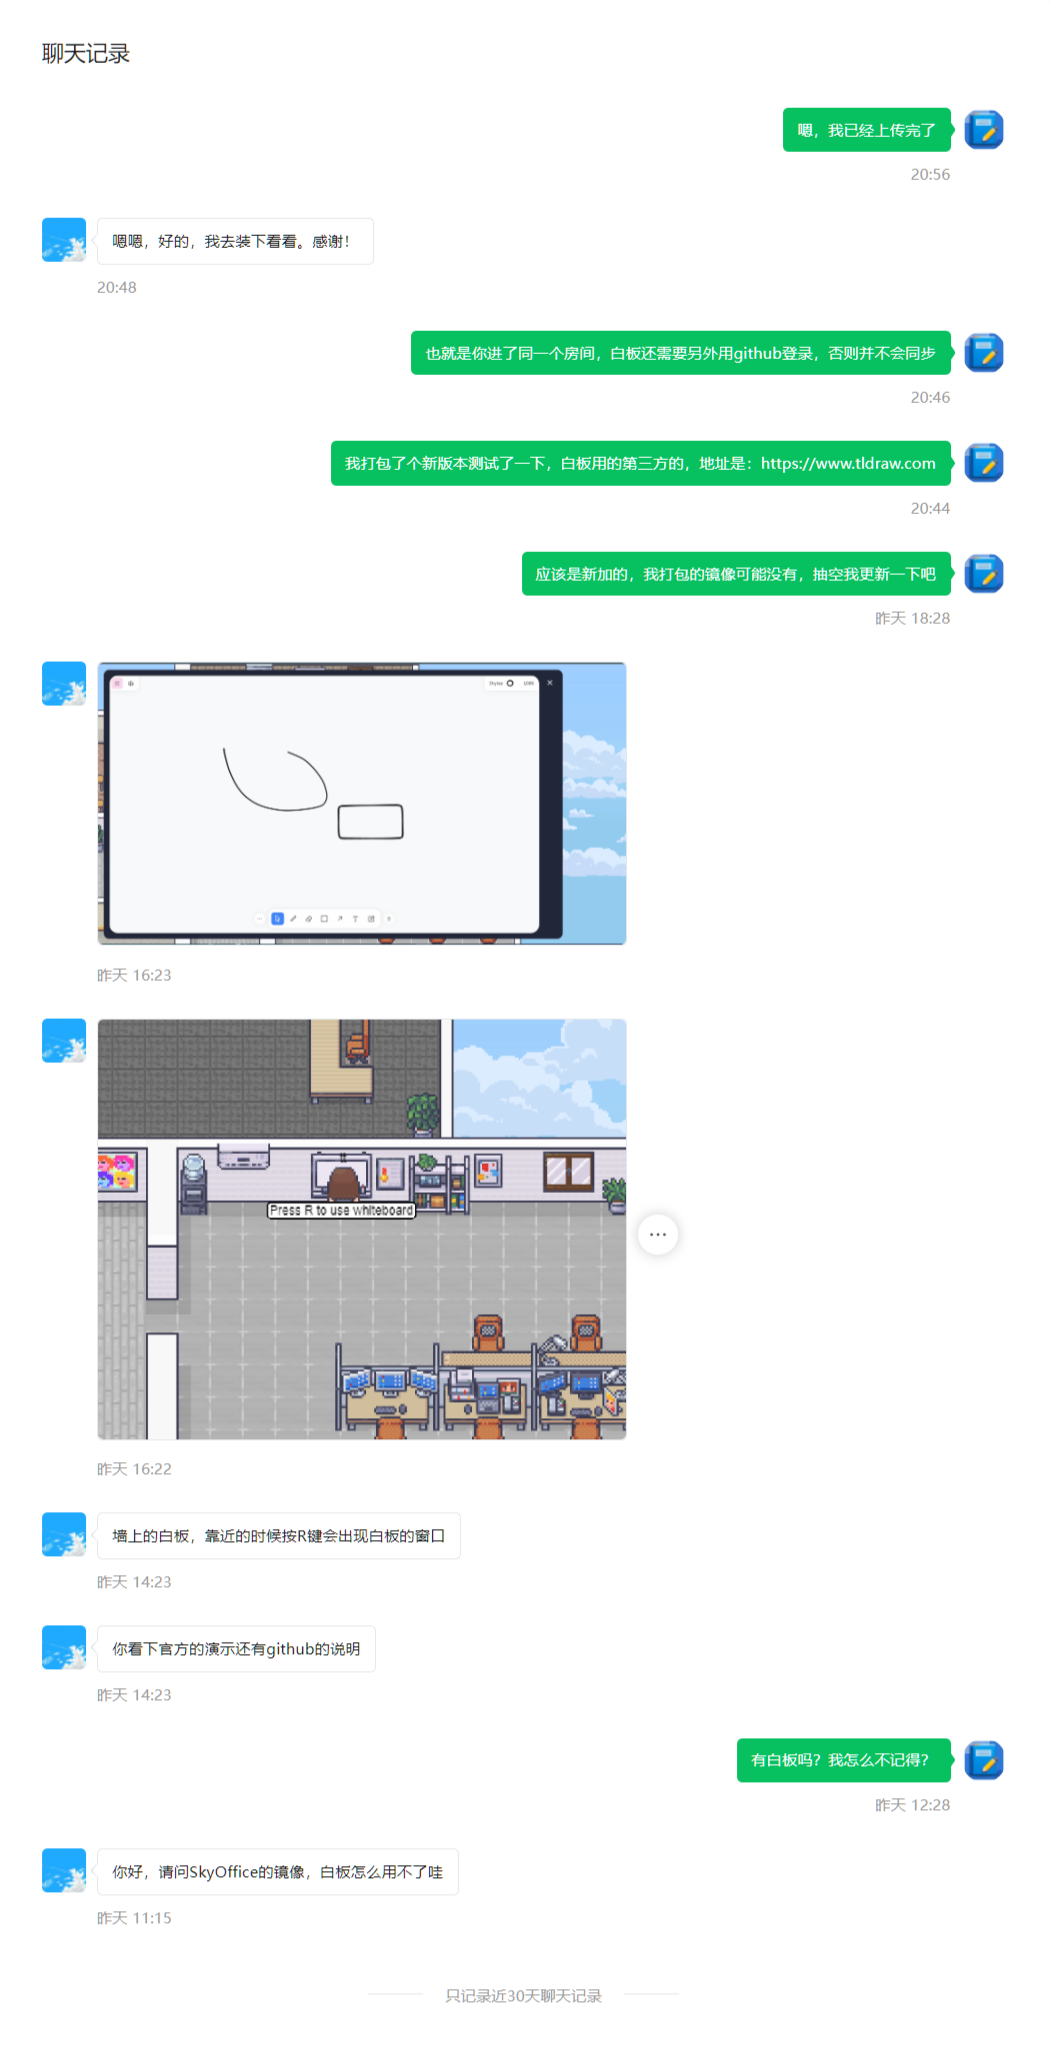 聊天记录
嗯，我已经上传完了
20:56
嗯嗯，好的，我去装下看看。感谢！
20:48
也就是你进了同一个房间，白板还需要另外用github登录，否则并不会同步
20:46
我打包了个新版本测试了一下，白板用的第三方的，地址是：https://www.tldraw.com
20:44
应该是新加的，我打包的镜像可能没有，抽空我更新一下吧
昨天 18:28
昨天 16:23
Press R to use whiteboard
昨天 16:22
墙上的白板，靠近的时候按R键会出现白板的窗口
昨天 14:23
你看下官方的演示还有github的说明
昨天 14:23
有白板吗？我怎么不记得？
昨天 12:28
你好，请问SkyOffice的镜像，白板怎么用不了哇
昨天 11:15
只记录近30天聊天记录